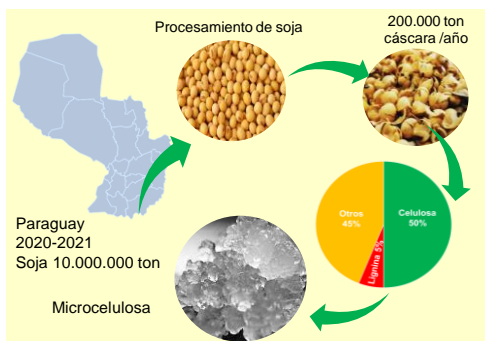 Procesamiento de soja
200.000 ton
cáscara /año
Otros
45%
Celulosa
50%
Lignina 5%
Paraguay
2020-2021
Soja 10.000.000 ton
Microcelulosa